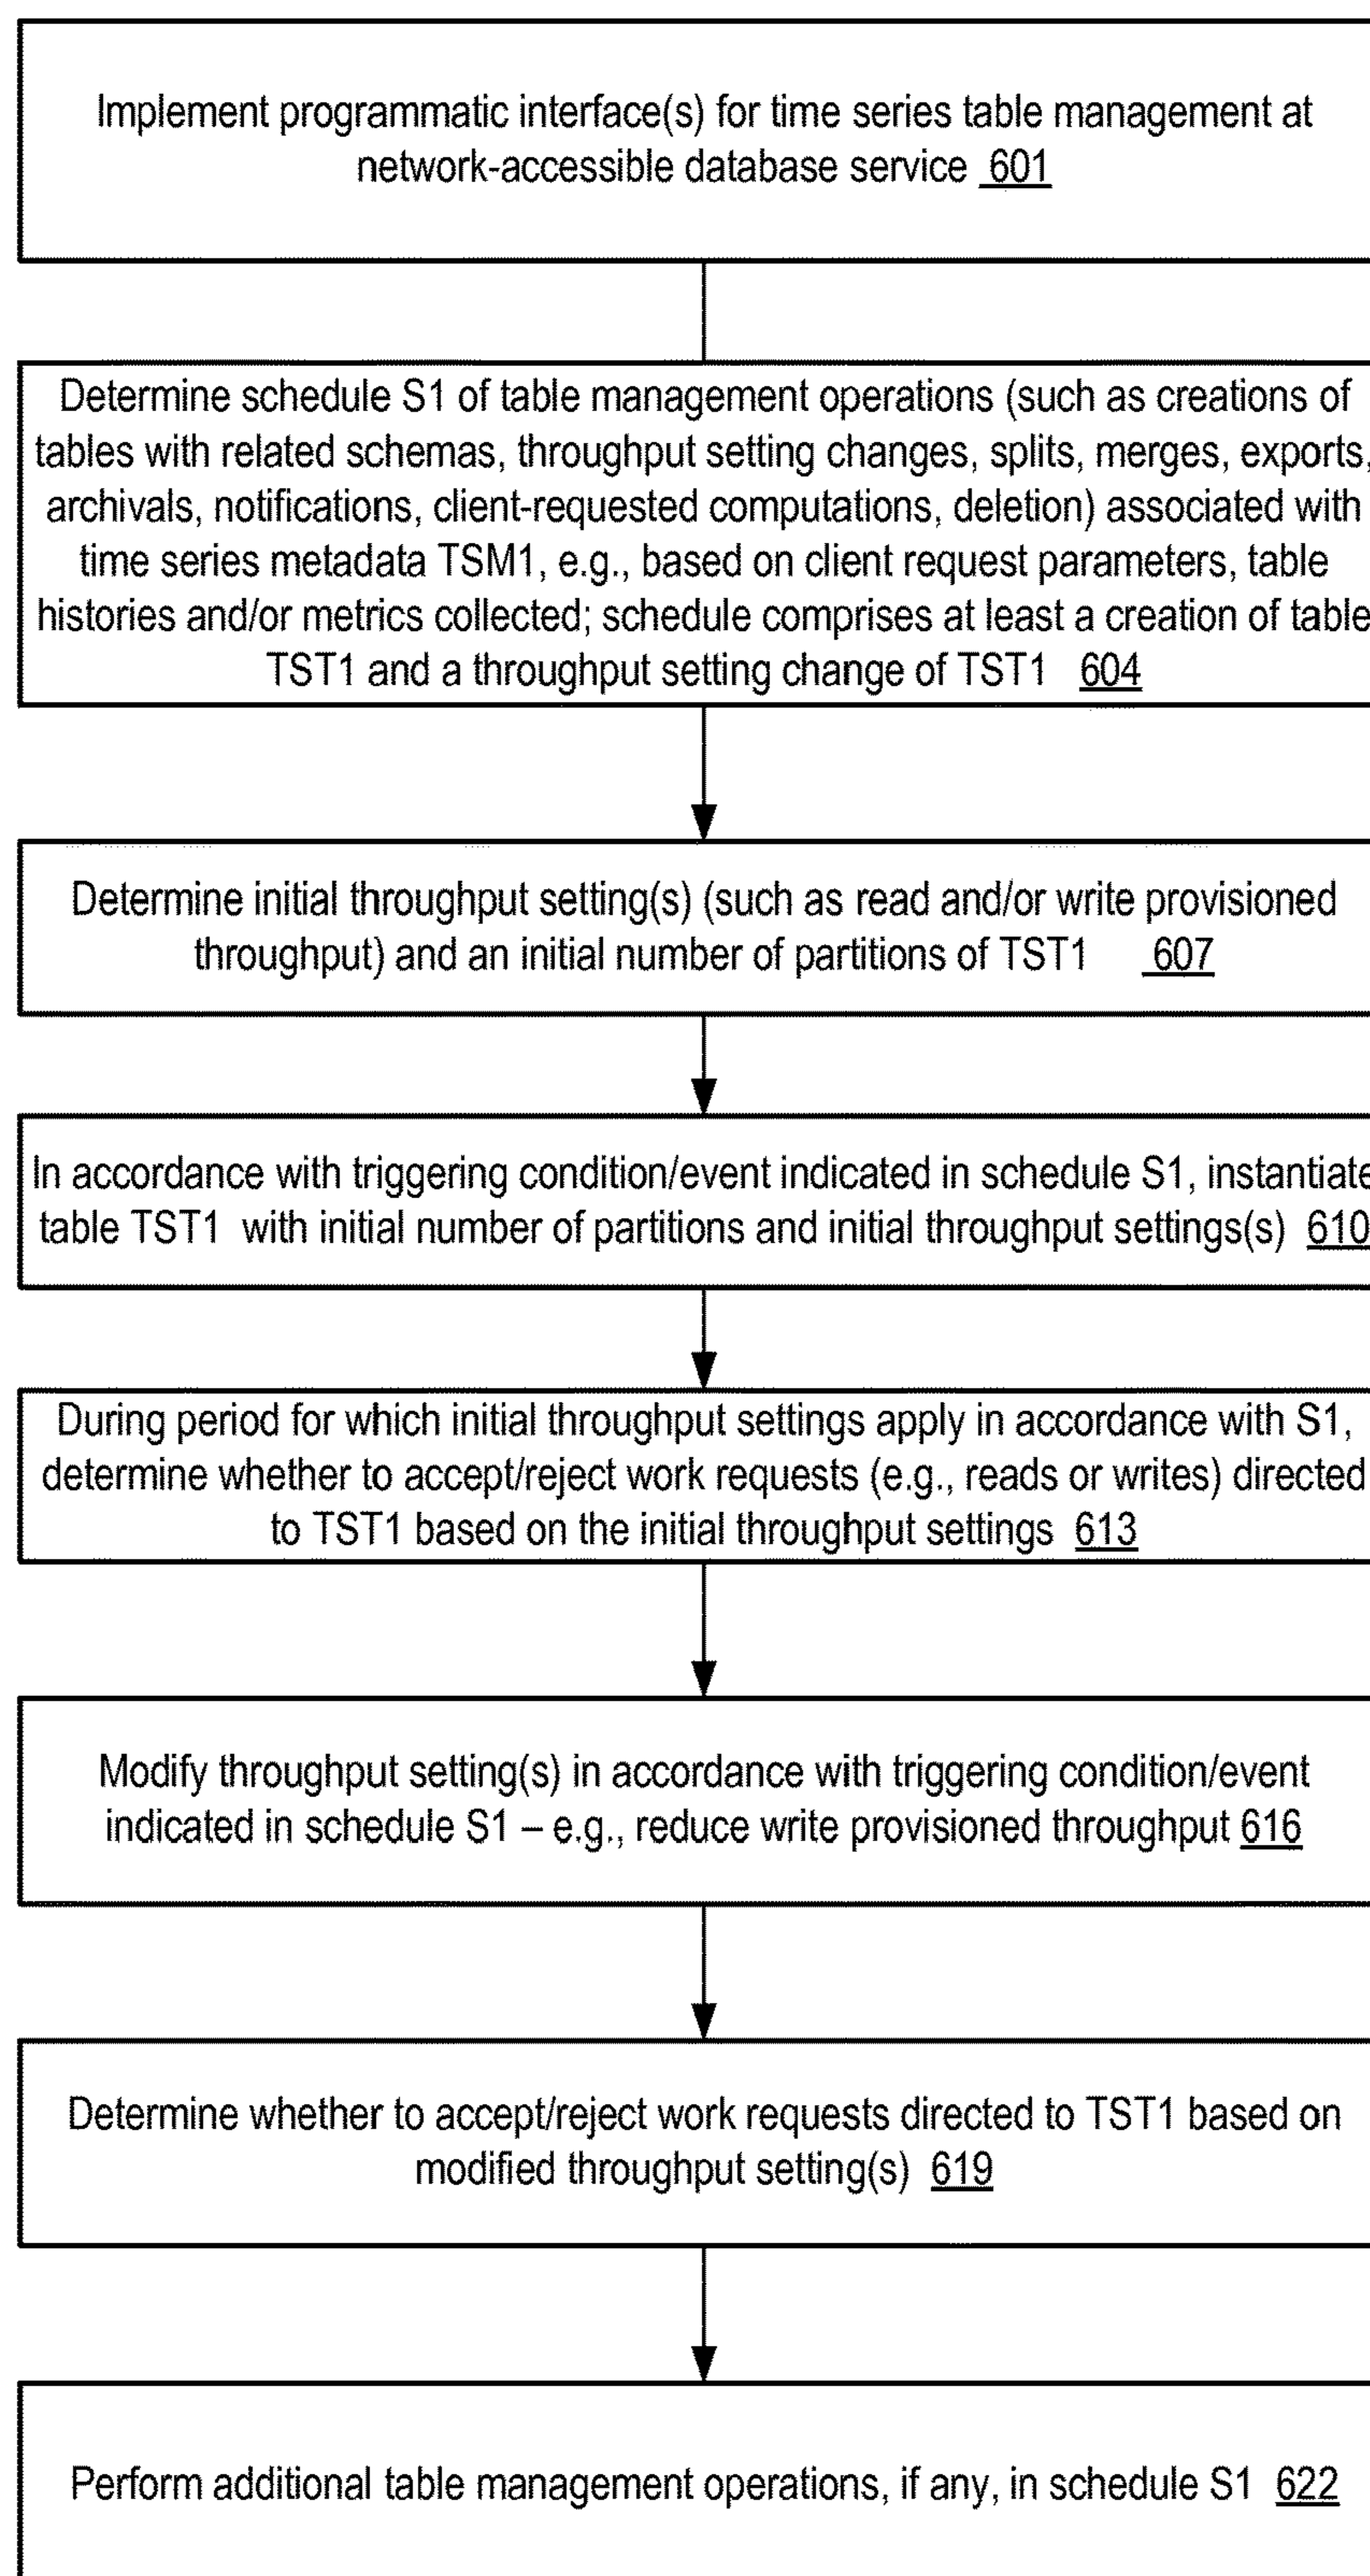 Implement programmatic interface(s) for time series table management at
network-accessible database service 601
Determine schedule S1 of table management operations (such as creations of
tables with related schemas, throughput setting changes, splits, merges, exports,
archivals, notifications, client-requested computations, deletion) associated with
time series metadata TSM1, e.g., based on client request parameters, table
histories and/or metrics collected; schedule comprises at least a creation of table
TST1 and a throughput setting change of TST1 604
Determine initial throughput setting(s) (such as read and/or write provisioned
throughput) and an initial number of partitions of TST1 607
In accordance with triggering condition/event indicated in schedule S1, instantiate
table TST1 with initial number of partitions and initial throughput settings(s) 610
During period for which initial throughput settings apply in accordance with S1,
determine whether to accept/reject work requests (e.g., reads or writes) directed
to TST1 based on the initial throughput settings 613
Modify throughput setting(s) in accordance with triggering condition/event
indicated in schedule S1 – e.g., reduce write provisioned throughput 616
Determine whether to accept/reject work requests directed to TST1 based on
modified throughput setting(s) 619
Perform additional table management operations, if any, in schedule S1 622